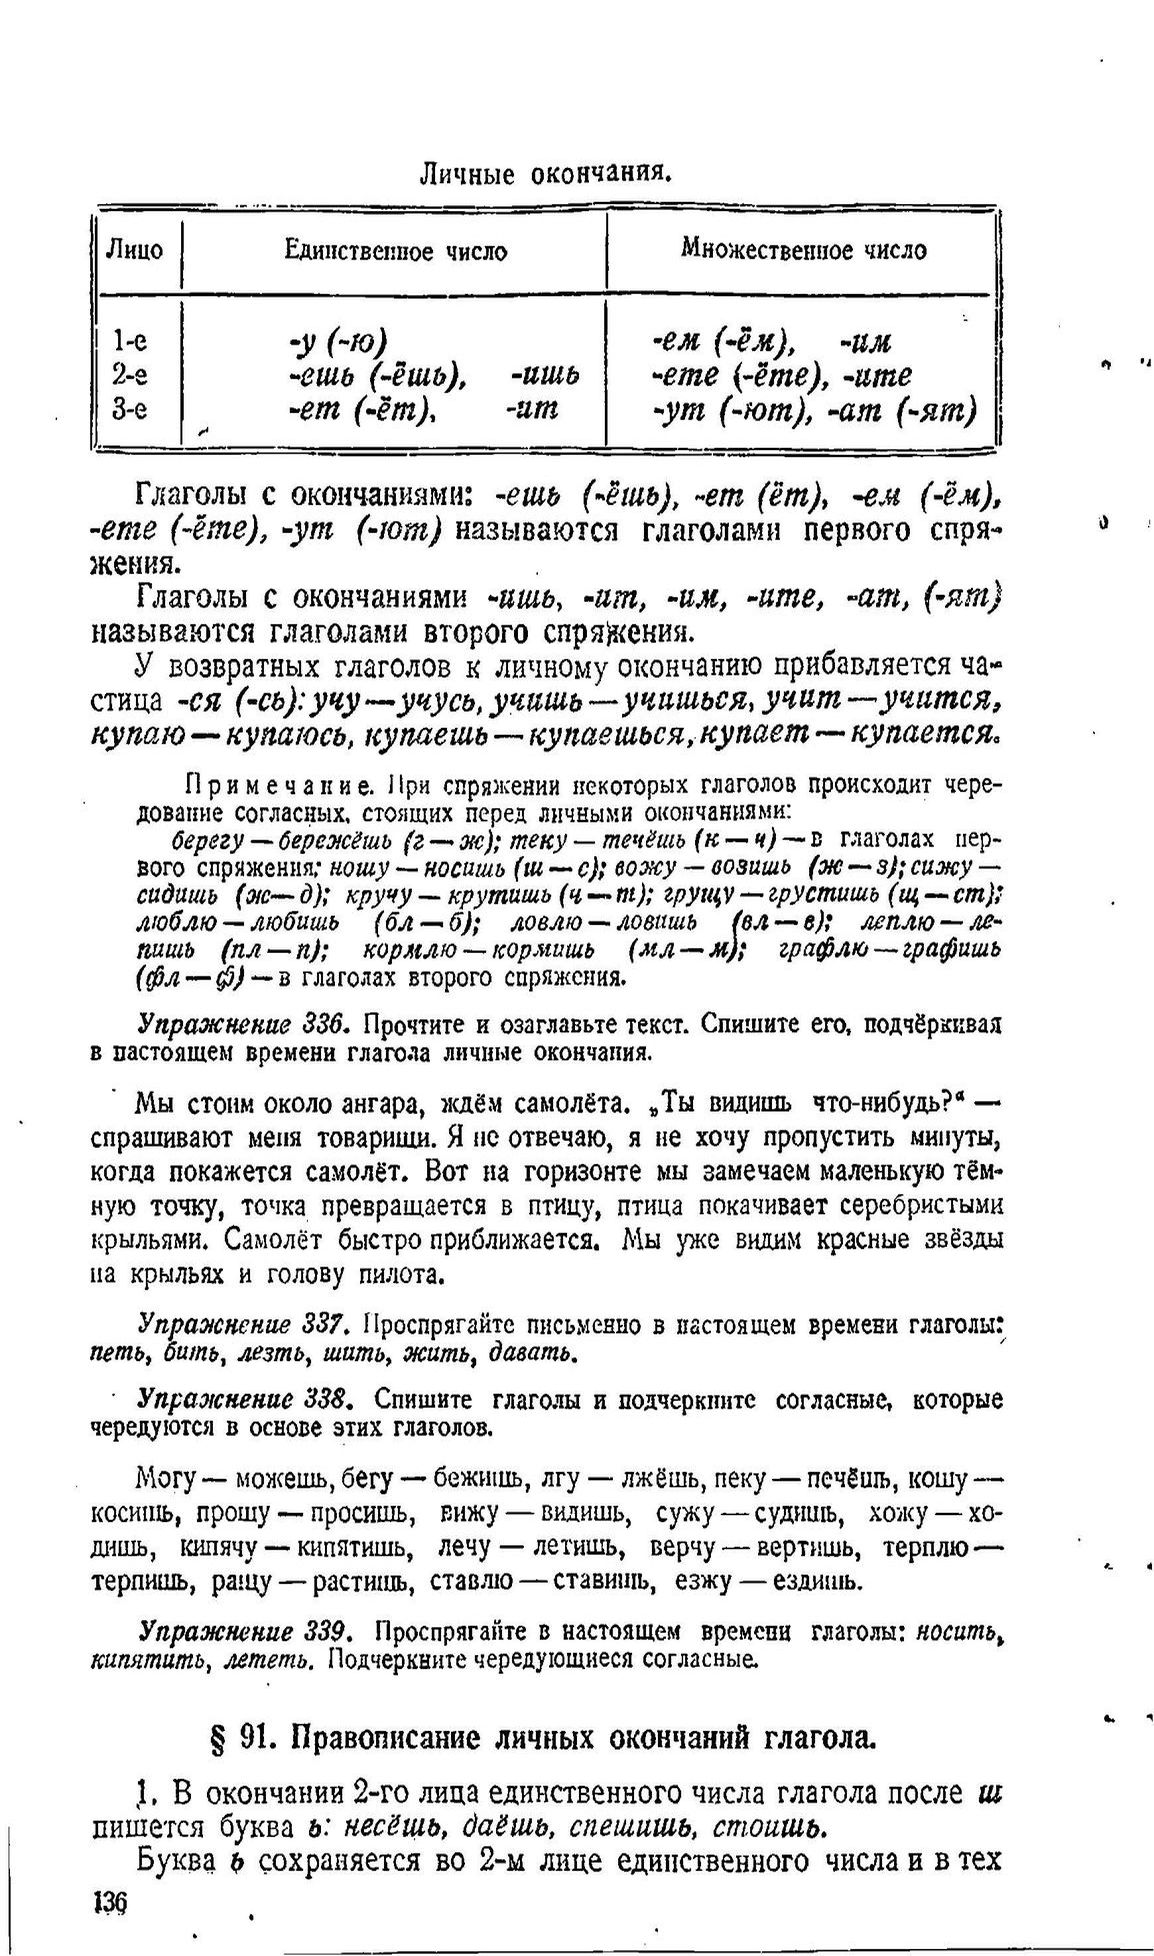 Личные окончания.
Лицо Единственное число Множественное число
1-е -у (-ю) -ем (-ём), -им
2-е -ешь (-ёшь), -ишь -ете (-ёте), -ите
3-е -ет (-ёт), -ит -ут (-ют), -ат (-ят)
Глаголы с окончаниями: -ешь (-ёшь), -ет (ёт), -ем (-ём),
-ете (-ёте), -ут (-ют) называются глаголами первого спря-
жения.
Глаголы с окончаниями -ишь, -ит, -им, -ите, -ат, (-ят)
называются глаголами второго спряжения.
У возвратных глаголов к личному окончанию прибавляется ча-
стица -ся (-сь): учу — учусь, учишь — учишься, учит — учится,
купаю — купаюсь, купаешь — купаешься, купает — купается.
Примечание. При спряжении некоторых глаголов происходит чере-
дование согласных, стоящих перед личными окончаниями:
берегу — бережёшь (г — ж); теку — течёшь (к — ч) — в глаголах пер-
вого спряжения; ношу — носишь (ш — с); вожу — возишь (ж — з); сижу —
сидишь (ж — д); кручу — крутишь (ч — т); грущу — грустишь (щ — ст);
люблю — любишь (бл — б); ловлю — ловишь (вл — в); леплю — ле-
пишь (пл — п); кормлю — кормишь (мл — м); графлю — графишь
(фл — ф) — в глаголах второго спряжения.
Упражнение 336. Прочтите и озаглавьте текст. Спишите его, подчёркивая
в настоящем времени глагола личные окончания.
Мы стоим около ангара, ждём самолёта. „Ты видишь что-нибудь?“ —
спрашивают меня товарищи. Я не отвечаю, я не хочу пропустить минуты,
когда покажется самолёт. Вот на горизонте мы замечаем маленькую тём-
ную точку, точка превращается в птицу, птица покачивает серебристыми
крыльями. Самолёт быстро приближается. Мы уже видим красные звёзды
на крыльях и голову пилота.
Упражнение 337. Проспрягайте письменно в настоящем времени глаголы:
петь, бить, лезть, шить, жить, давать.
Упражнение 338. Спишите глаголы и подчеркните согласные, которые
чередуются в основе этих глаголов.
Могу — можешь, бегу — бежишь, лгу — лжёшь, пеку — печёшь, кошу —
косишь, прошу — просишь, вижу — видишь, сужу — судишь, хожу — хо-
дишь, кипячу — кипятишь, лечу — летишь, верчу — вертишь, терплю —
терпишь, ращу — растишь, ставлю — ставишь, езжу — ездишь.
Упражнение 339. Проспрягайте в настоящем времени глаголы: носить,
кипятить, лететь. Подчеркните чередующиеся согласные.
§ 91. Правописание личных окончаний глагола.
1. В окончании 2-го лица единственного числа глагола после ш
пишется буква ь: несёшь, даёшь, спешишь, стоишь.
Буква ь сохраняется во 2-м лице единственного числа и в тех
136